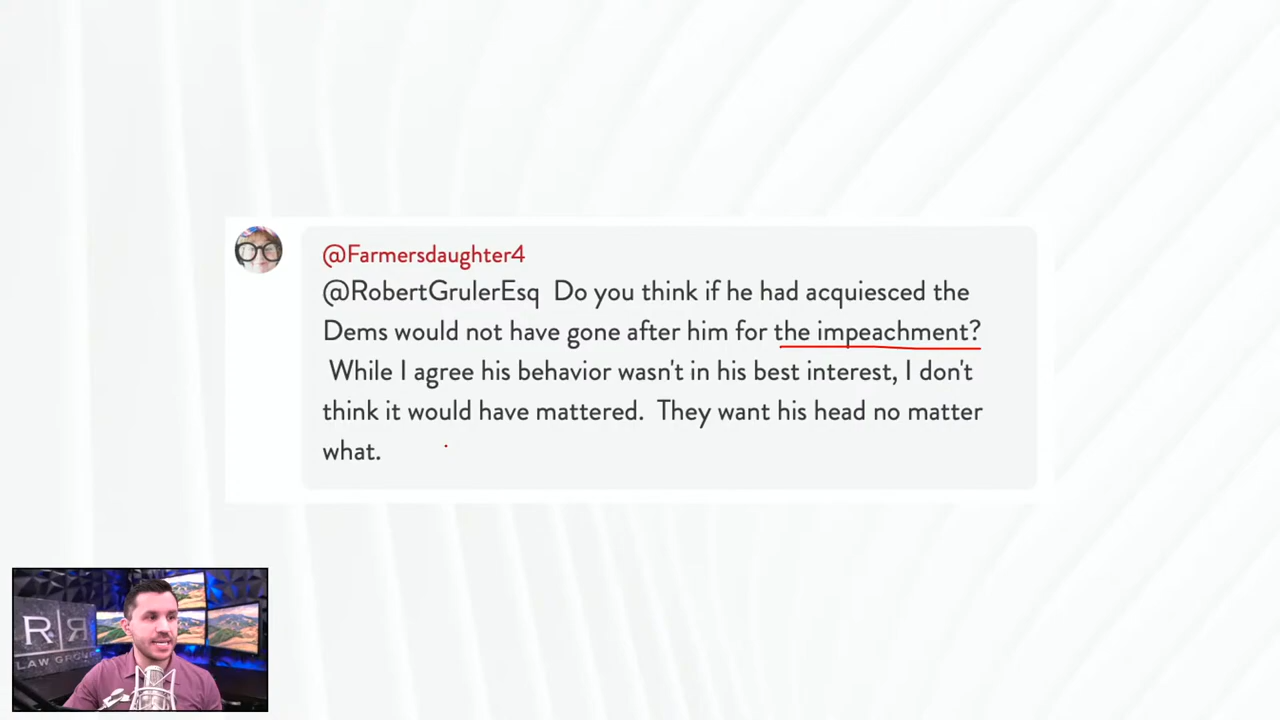 @Farmersdaughter4
@RobertGrulerEsq Do you think if he had acquiesced the
Dems would not have gone after him for the impeachment?
While I agree his behavior wasn't in his best interest, I don't
think it would have mattered. They want his head no matter
what.
R|R
LAW GROUP